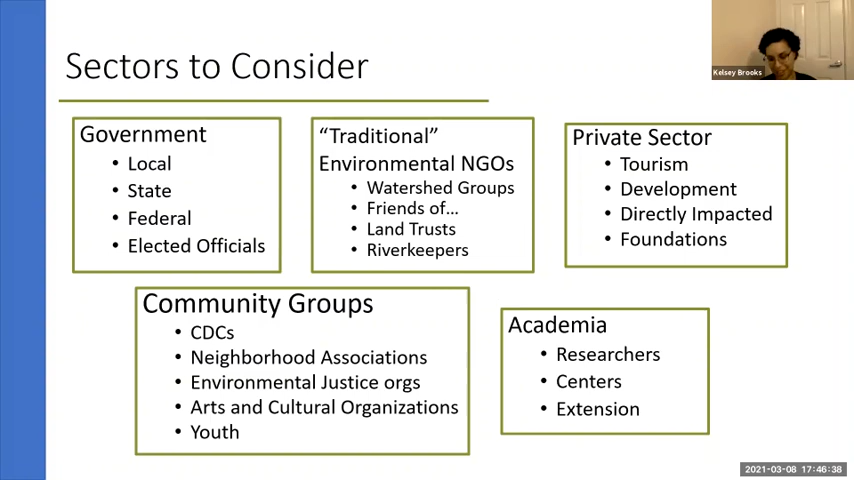 Sectors to Consider
Kelsey Brooks
Government
• Local
• State
• Federal
• Elected Officials
“Traditional”
Environmental NGOs
• Watershed Groups
• Friends of…
• Land Trusts
• Riverkeepers
Private Sector
• Tourism
• Development
• Directly Impacted
• Foundations
Community Groups
• CDCs
• Neighborhood Associations
• Environmental Justice orgs
• Arts and Cultural Organizations
• Youth
Academia
• Researchers
• Centers
• Extension
2021-03-08 17:46:38